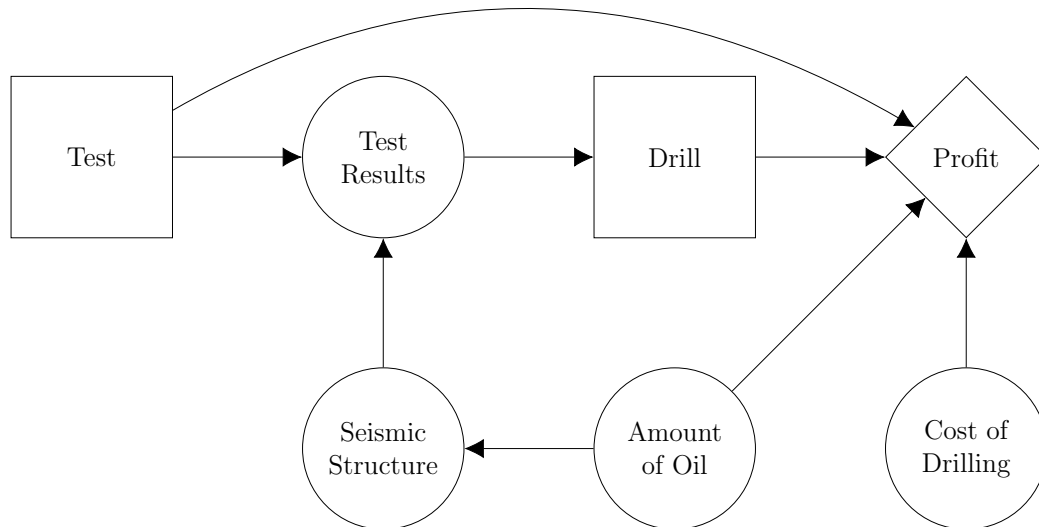 Test
Test
Results
Drill
Profit
Seismic
Structure
Amount
of Oil
Cost of
Drilling